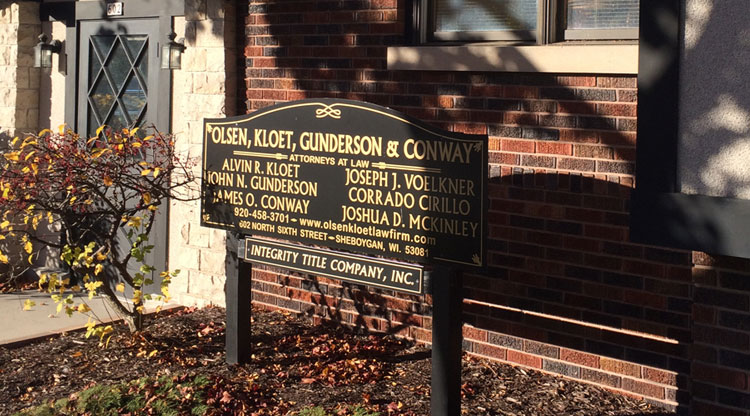 602
OLSEN, KLOET, GUNDERSON & CONWAY
ATTORNEYS AT LAW
ALVIN R. KLOET
JOHN N. GUNDERSON
JAMES O. CONWAY
JOSEPH J. VOELKNER
CORRADO CIRILLO
JOSHUA D. MCKINLEY
920-458-3701 www.olsenkloetlawfirm.com
602 NORTH SIXTH STREET SHEBOYGAN, WI. 53081
INTEGRITY TITLE COMPANY, INC.